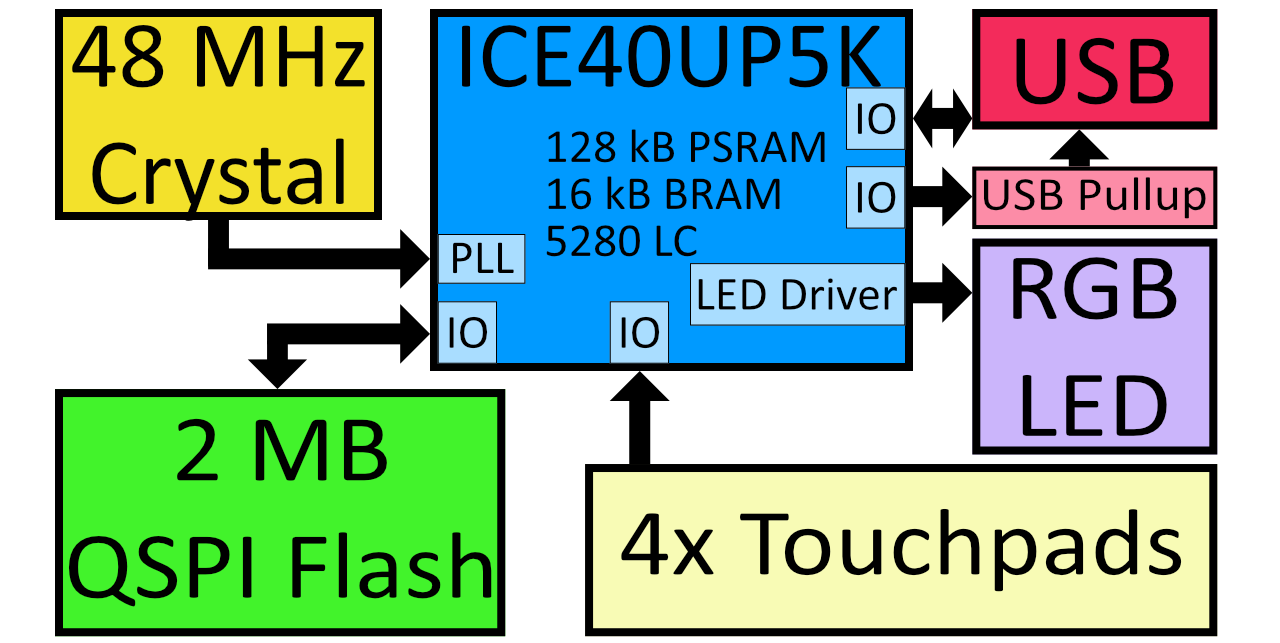 48 MHz
Crystal
ICE40UP5K
128 kB PSRAM
16 kB BRAM
5280 LC
PLL
IO
IO
IO
IO
LED Driver
USB
USB Pullup
RGB
LED
2 MB
QSPI Flash
4x Touchpads